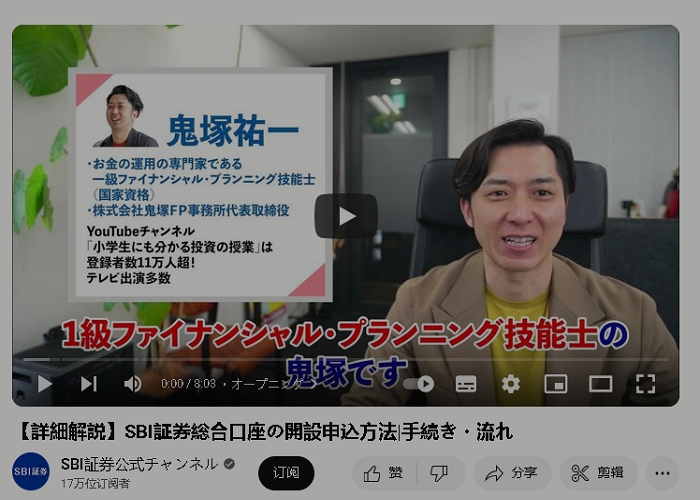 鬼塚祐一
・お金の運用の専門家である
一級ファイナンシャル・プランニング技能士
(国家資格)
・株式会社鬼塚FP事務所代表取締役
YouTubeチャンネル
「小学生にも分かる投資の授業」は
登録者数11万人超!
テレビ出演多数
1級ファイナンシャル・プランニング技能士の
鬼塚です
0:00 / 8:03 ・オープニング
【詳細解説】SBI証券総合口座の開設申込方法|手続き・流れ
SBI証券
SBI証券公式チャンネル
17万位订阅者
订阅
赞
分享
剪辑